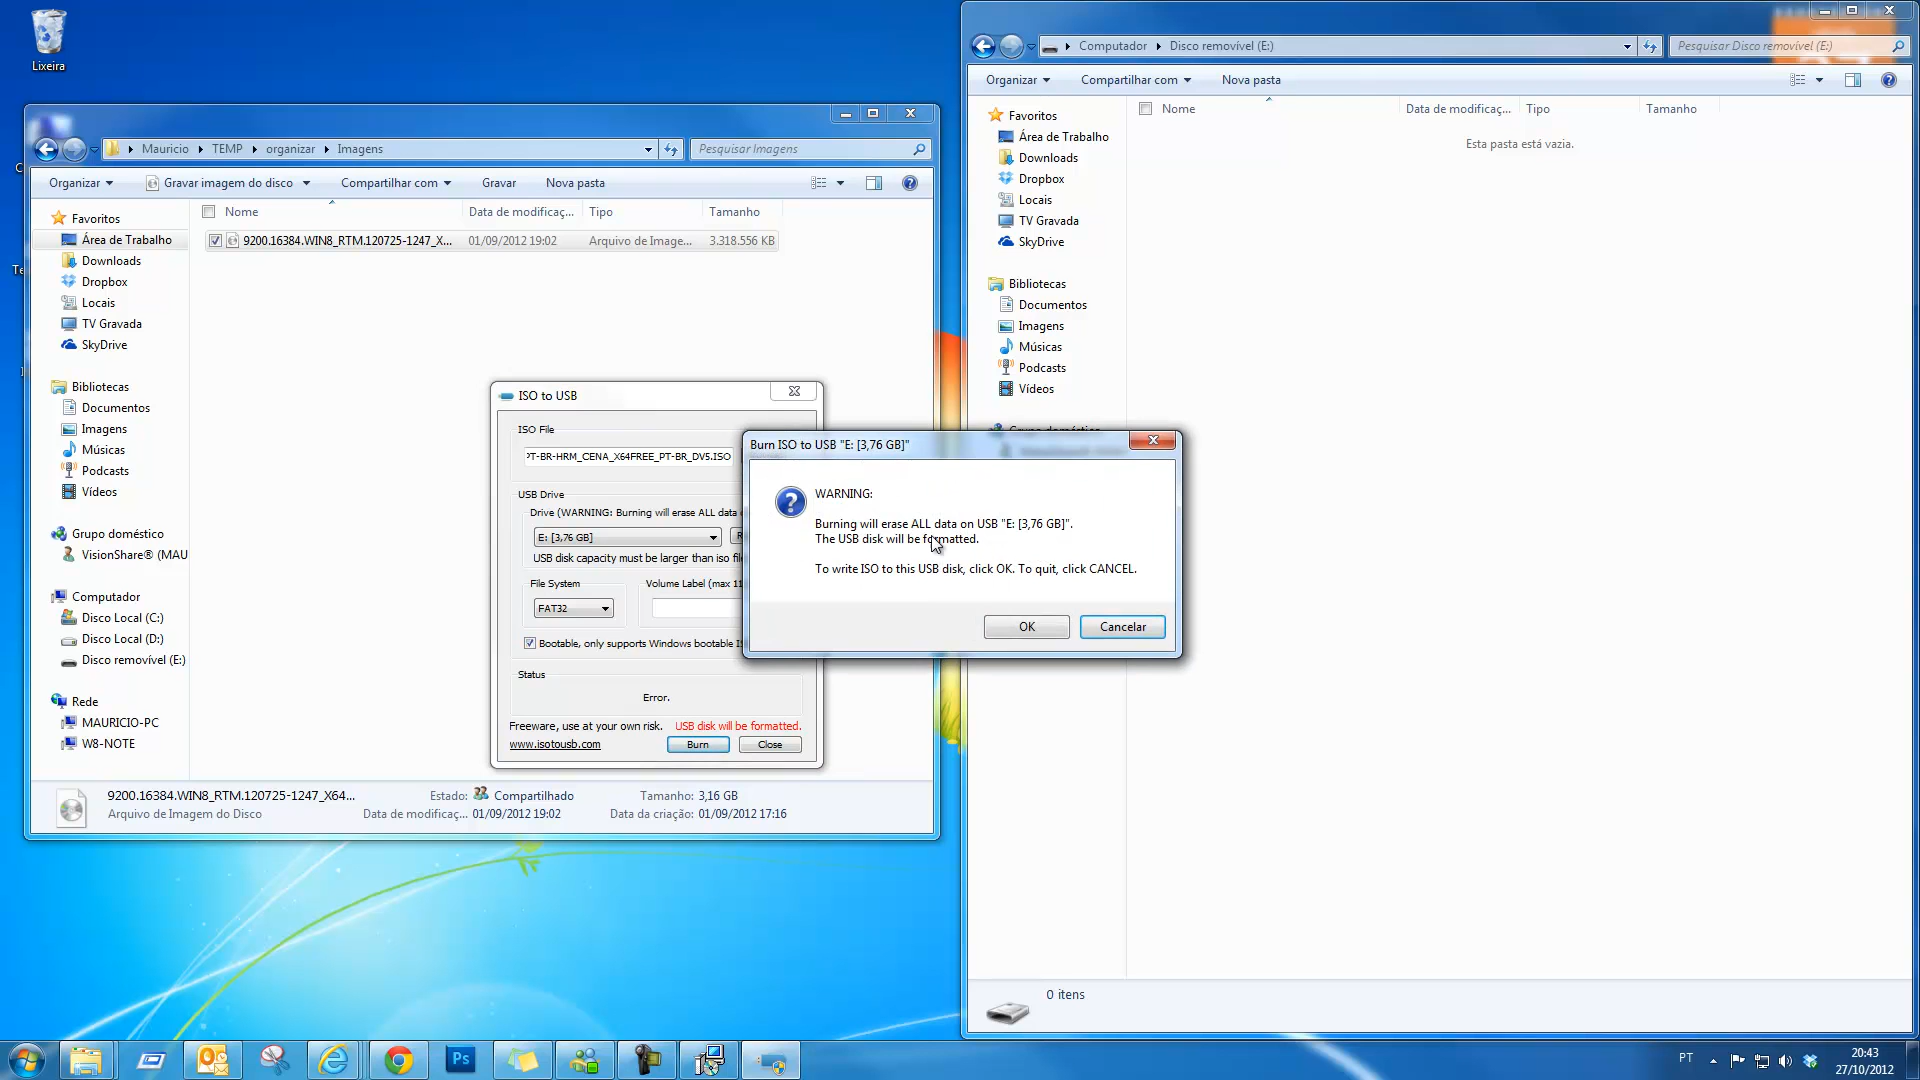 Lixeira
Mauricio
TEMP
organizar
Imagens
Pesquisar Imagens
Organizar
Gravar imagem do disco
Compartilhar com
Gravar
Nova pasta
Nome
Data de modificaç...
Tipo
Tamanho
9200.16384.WIN8_RTM.120725-1247_X...
01/09/2012 19:02
Arquivo de Image...
3.318.556 KB
Favoritos
Área de Trabalho
Downloads
Dropbox
Locais
TV Gravada
SkyDrive
Bibliotecas
Documentos
Imagens
Músicas
Podcasts
Vídeos
Grupo doméstico
VisionShare® (MAU
Computador
Disco Local (C:)
Disco Local (D:)
Disco removível (E:)
Rede
MAURICIO-PC
W8-NOTE
9200.16384.WIN8_RTM.120725-1247_X64...
Arquivo de Imagem do Disco
Estado:
Compartilhado
Data de modificaç... 01/09/2012 19:02
Tamanho: 3,16 GB
Data da criação: 01/09/2012 17:16
ISO to USB
ISO File
PT-BR-HRM_CENA_X64FREE_PT-BR_DV5.ISO
USB Drive
Drive (WARNING: Burning will erase ALL data
E: [3,76 GB]
USB disk capacity must be larger than iso
File System
Volume Label (max 11
FAT32
Bootable, only supports Windows bootable
Status
Error.
Freeware, use at your own risk.
USB disk will be formatted.
www.isotousb.com
Burn
Close
Burn ISO to USB "E: [3,76 GB]"
WARNING:
Burning will erase ALL data on USB "E: [3,76 GB]".
The USB disk will be formatted.
To write ISO to this USB disk, click OK. To quit, click CANCEL.
OK
Cancelar
Computador
Disco removível (E:)
Pesquisar Disco removível (E:)
Organizar
Compartilhar com
Nova pasta
Nome
Data de modificaç...
Tipo
Tamanho
Esta pasta está vazia.
Favoritos
Área de Trabalho
Downloads
Dropbox
Locais
TV Gravada
SkyDrive
Bibliotecas
Documentos
Imagens
Músicas
Podcasts
Vídeos
Grupo doméstico
0 itens
Ps
PT
20:43
27/10/2012